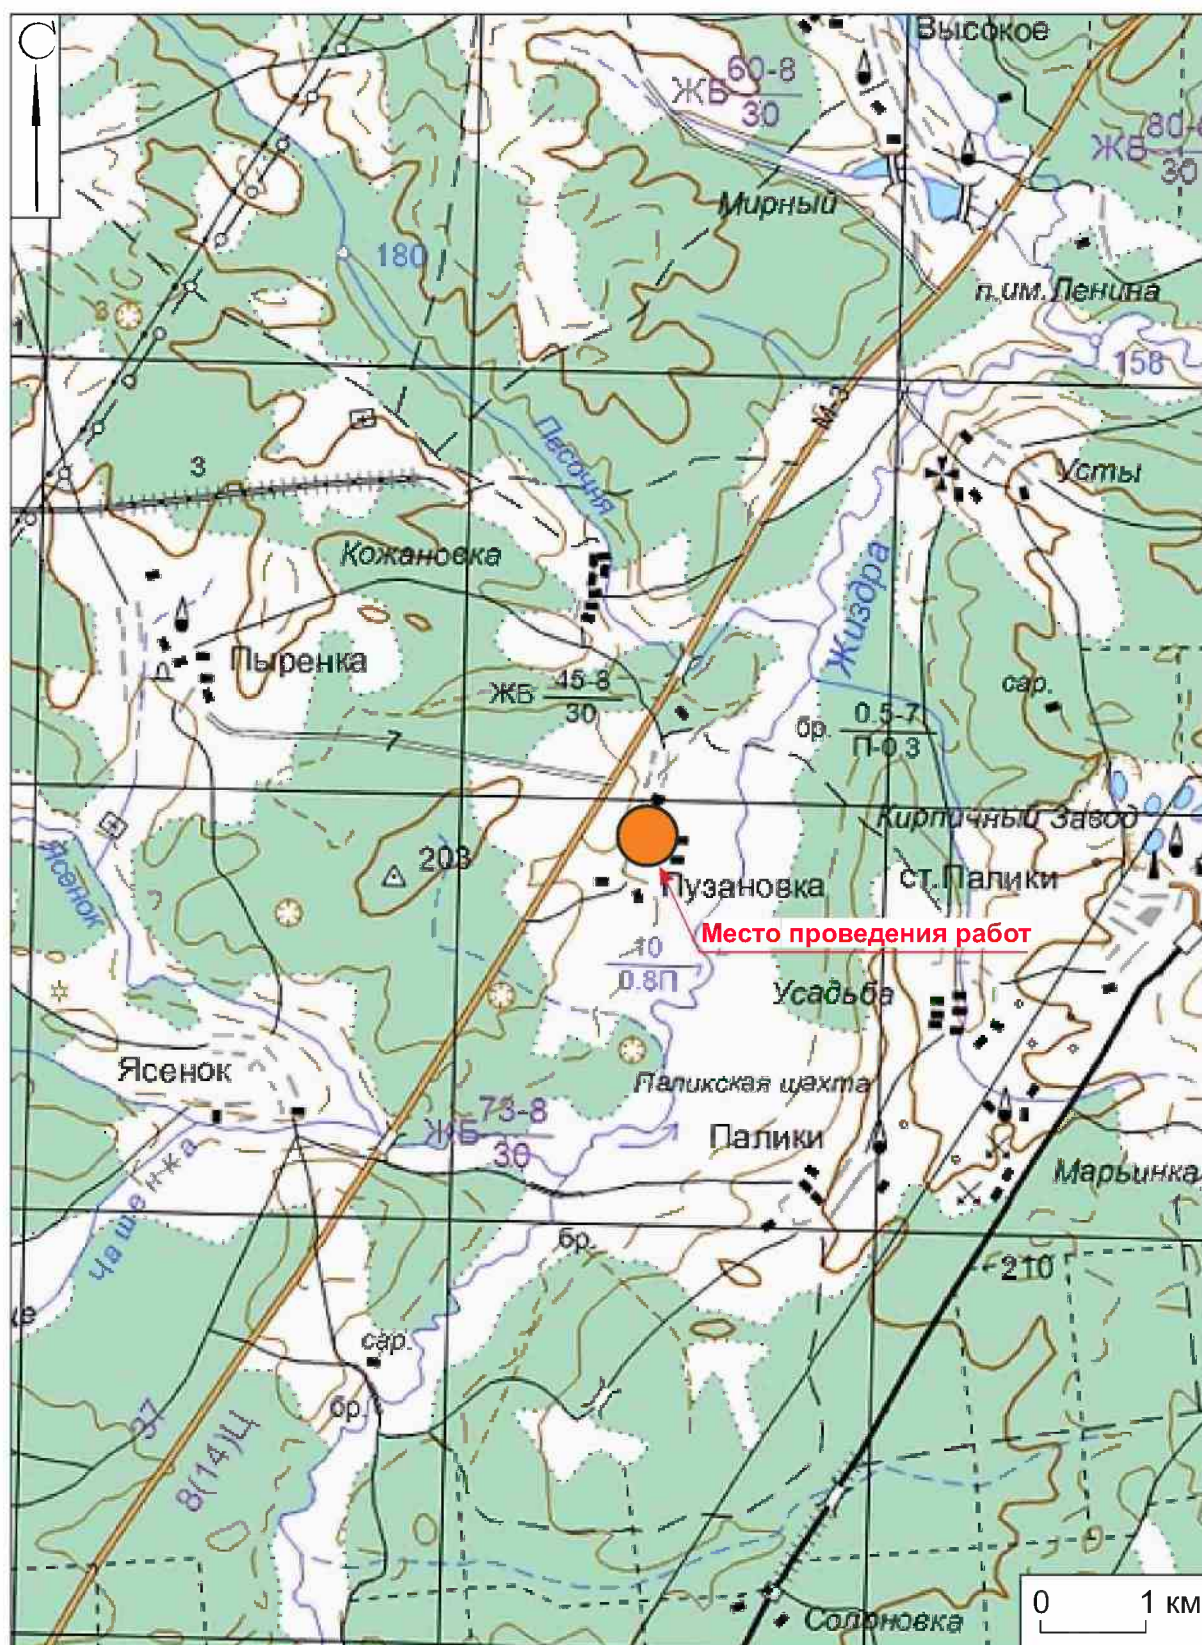 С
Высокое
60-8
ЖБ
30
80-
ЖБ
30
Мирный
180
п.им.Ленина
3
1
158
М-3
Песочня
3
Усты
Кожановка
Жиздра
Пыренка
сар.
ЖБ 45-8
30
бр. 0.5-7
П-0.3
7
Кирпичный Завод
203
Ясенок
ст.Палики
Пузановка
Место проведения работ
10
0.8П
Усадьба
Ясенок
Паликская шахта
ЖБ 73-8
30
Палики
Марьинка
бр.
210
сар.
бр.
37
8(14)Ц
0 1 км
Солоновка